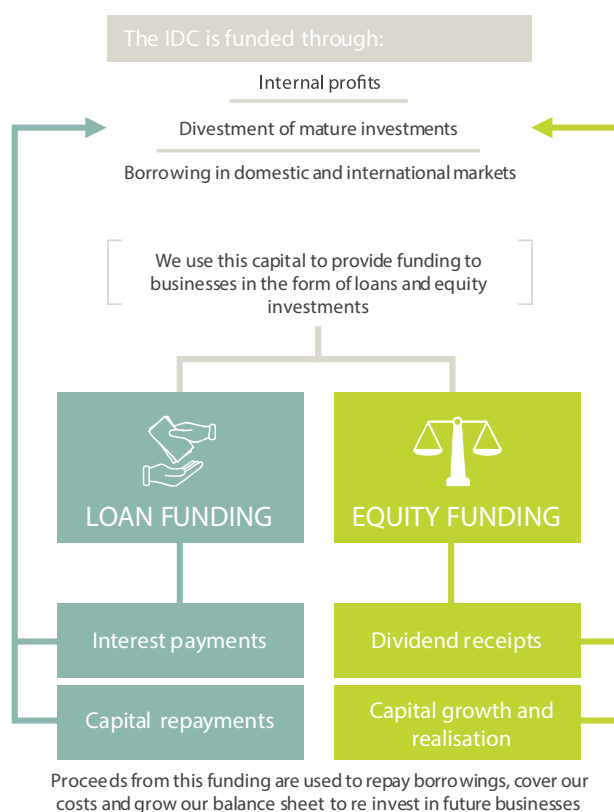 The IDC is funded through:
Internal profits
Divestment of mature investments
Borrowing in domestic and international markets
We use this capital to provide funding to
businesses in the form of loans and equity
investments
LOAN FUNDING
EQUITY FUNDING
Interest payments
Dividend receipts
Capital repayments
Capital growth and
realisation
Proceeds from this funding are used to repay borrowings, cover our
costs and grow our balance sheet to re invest in future businesses